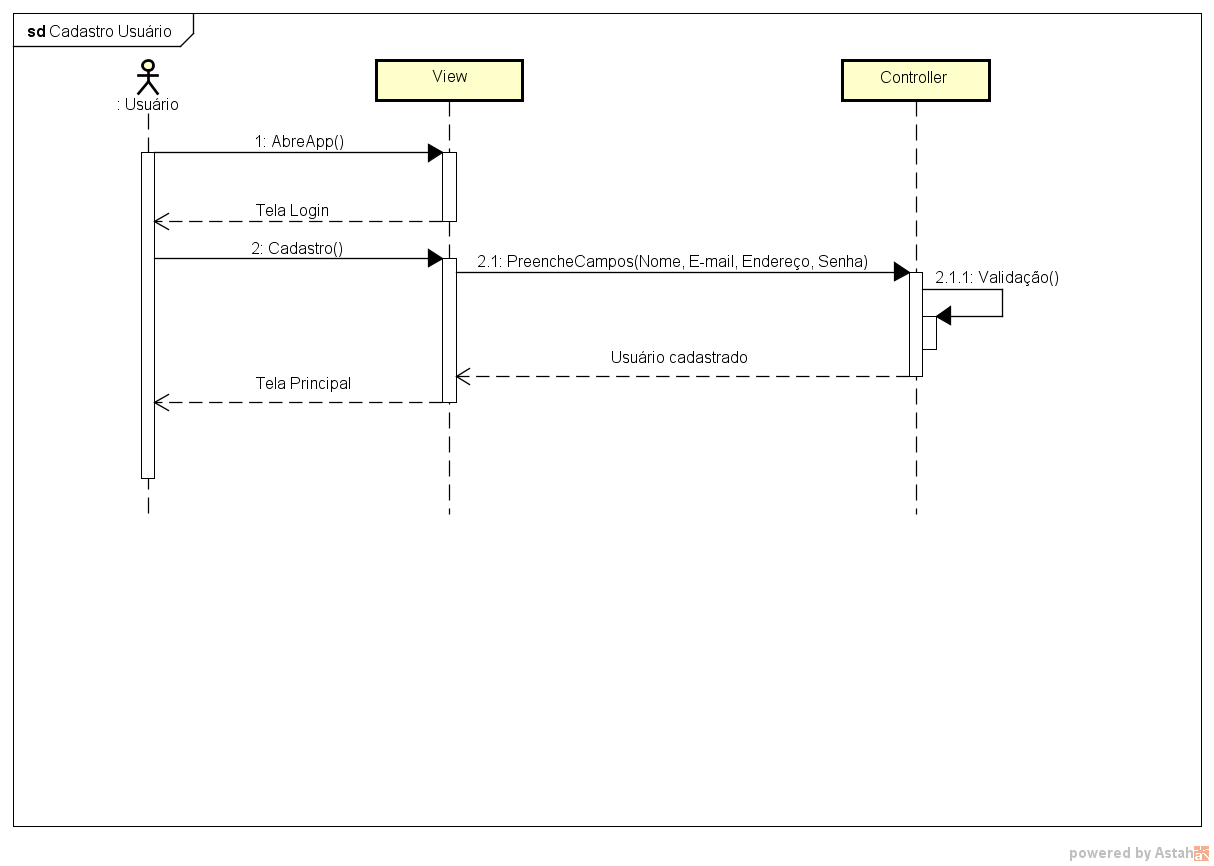 sd Cadastro Usuário
View
Controller
: Usuário
1: AbreApp()
Tela Login
2: Cadastro()
2.1: PreencheCampos(Nome, E-mail, Endereço, Senha)
2.1.1: Validação()
Usuário cadastrado
Tela Principal
powered by Astah